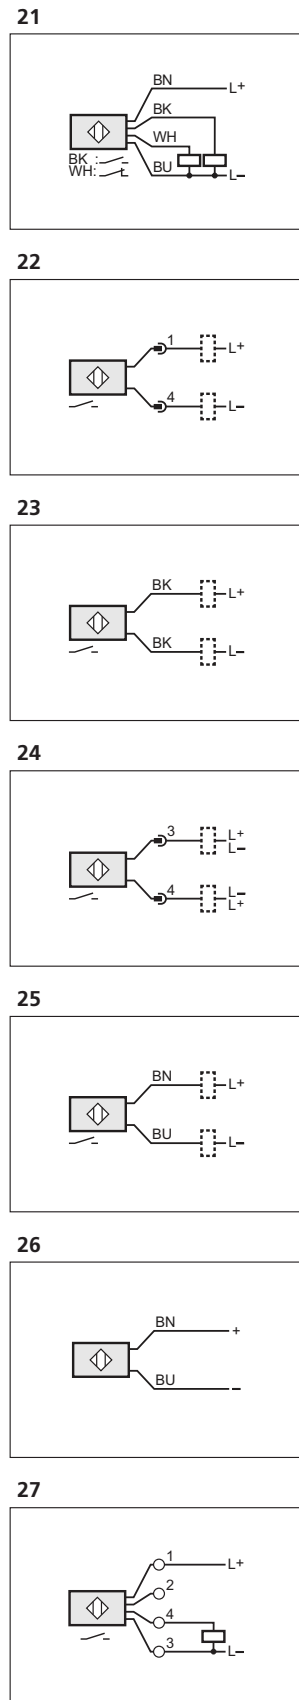 21
BN
L+
BK
WH
BK :
WH:
BU
L–
22
1
L+
4
L–
23
BK
L+
BK
L–
24
3
L+
L–
4
L–
L+
25
BN
L+
BU
L–
26
BN
+
BU
–
27
1
L+
2
4
3
L–